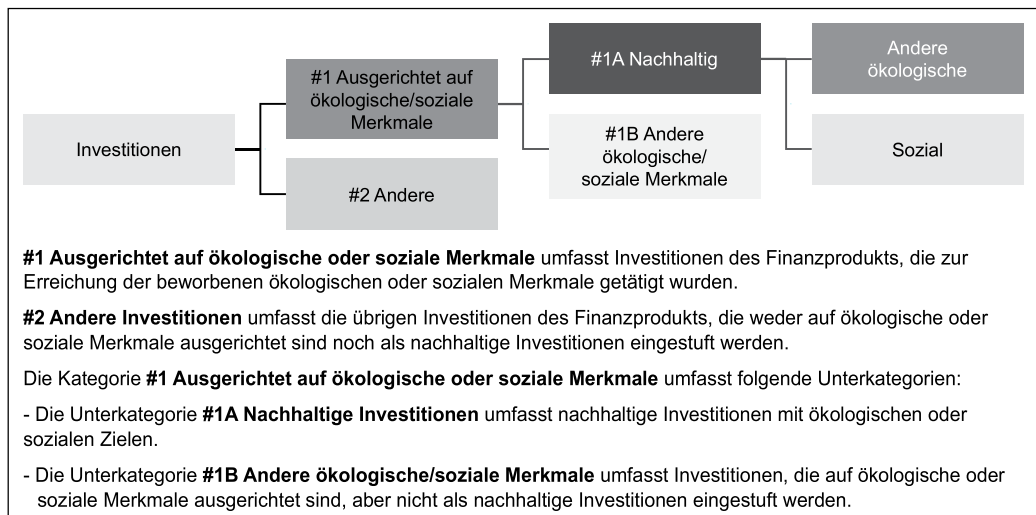 Investitionen
#1 Ausgerichtet auf
ökologische/soziale
Merkmale
#2 Andere
#1A Nachhaltig
#1B Andere
ökologische/
soziale Merkmale
Andere
ökologische
Sozial
#1 Ausgerichtet auf ökologische oder soziale Merkmale umfasst Investitionen des Finanzprodukts, die zur
Erreichung der beworbenen ökologischen oder sozialen Merkmale getätigt wurden.
#2 Andere Investitionen umfasst die übrigen Investitionen des Finanzprodukts, die weder auf ökologische oder
soziale Merkmale ausgerichtet sind noch als nachhaltige Investitionen eingestuft werden.
Die Kategorie #1 Ausgerichtet auf ökologische oder soziale Merkmale umfasst folgende Unterkategorien:
- Die Unterkategorie #1A Nachhaltige Investitionen umfasst nachhaltige Investitionen mit ökologischen oder
sozialen Zielen.
- Die Unterkategorie #1B Andere ökologische/soziale Merkmale umfasst Investitionen, die auf ökologische oder
soziale Merkmale ausgerichtet sind, aber nicht als nachhaltige Investitionen eingestuft werden.